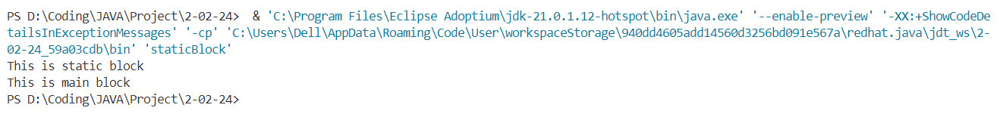 PS D:\Coding\JAVA\Project\2-02-24>  & 'C:\Program Files\Eclipse Adoptium\jdk-21.0.1.12-hotspot\bin\java.exe' '--enable-preview' '-XX:+ShowCodeDe
tailsInExceptionMessages' '-cp' 'C:\Users\Dell\AppData\Roaming\Code\User\workspaceStorage\940dd4605add14560d3256bd091e567a\redhat.java\jdt_ws\2-
02-24_59a03cdb\bin' 'staticBlock'
This is static block
This is main block
PS D:\Coding\JAVA\Project\2-02-24>